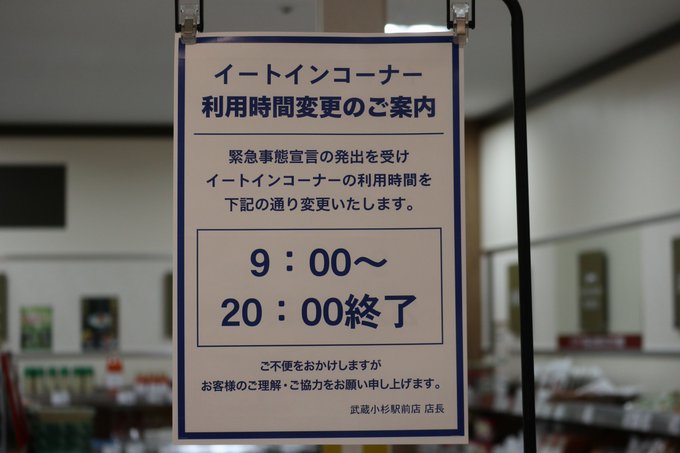 イートインコーナー
利用時間変更のご案内
緊急事態宣言の発出を受け
イートインコーナーの利用時間を
下記の通り変更いたします。
9：00～
20：00終了
ご不便をおかけしますが
お客様のご理解・ご協力をお願い申し上げます。
武蔵小杉駅前店 店長